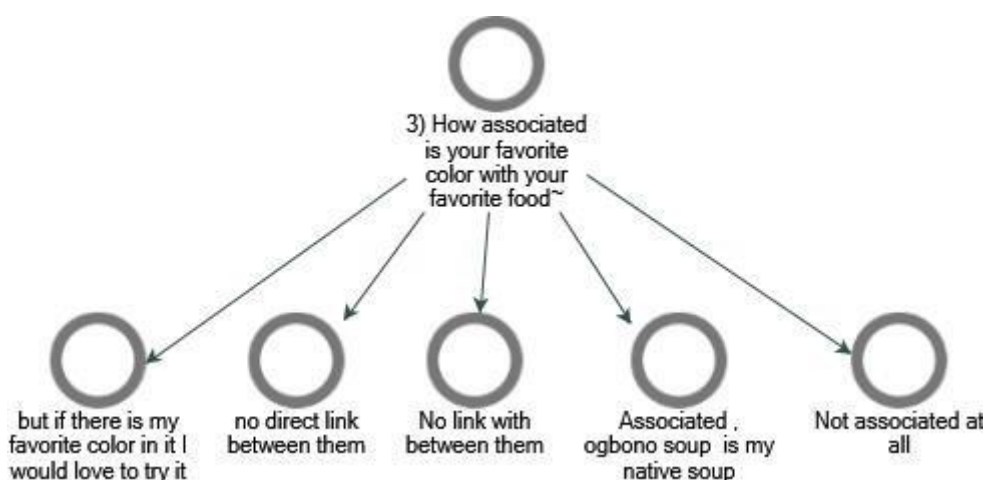 3) How associated
is your favorite
color with your
favorite food~
but if there is my
favorite color in it I
would love to try it
no direct link
between them
No link with
between them
Associated ,
ogbono soup is my
native soup
Not associated at
all